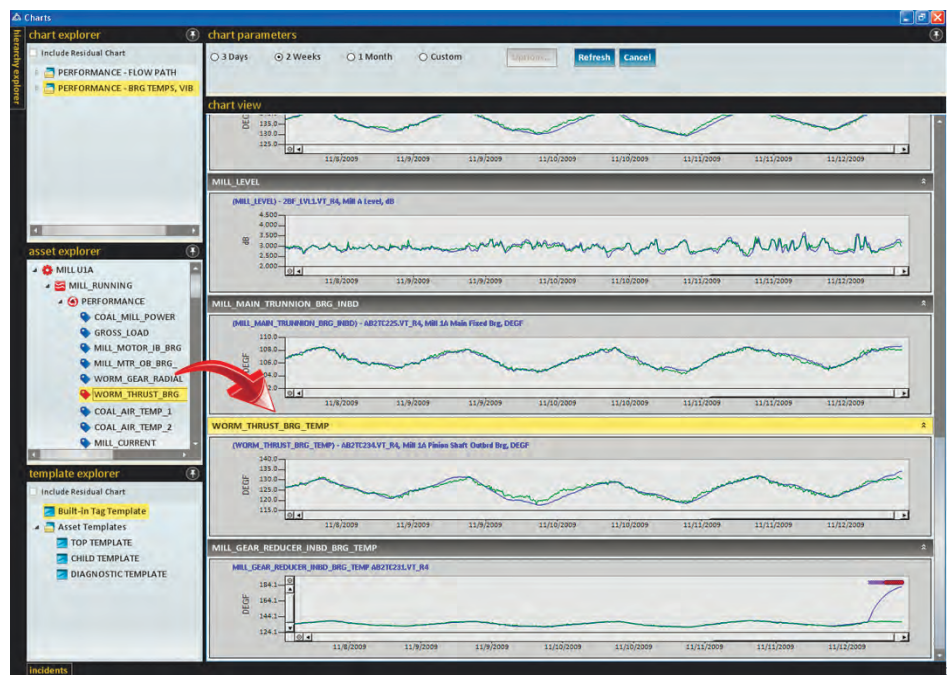 Charts
hierarchy explorer
chart explorer
Include Residual Chart
PERFORMANCE - FLOW PATH
PERFORMANCE - BRG TEMPS, VIB
asset explorer
MILL U1A
MILL_RUNNING
PERFORMANCE
COAL_MILL_POWER
GROSS_LOAD
MILL_MOTOR_IB_BRG
MILL_MTR_OB_BRG_
WORM_GEAR_RADIAL
WORM_THRUST_BRG
COAL_AIR_TEMP_1
COAL_AIR_TEMP_2
MILL_CURRENT
template explorer
Include Residual Chart
Built-in Tag Template
Asset Templates
TOP TEMPLATE
CHILD TEMPLATE
DIAGNOSTIC TEMPLATE
incidents
chart parameters
3 Days 2 Weeks 1 Month Custom Refresh Cancel
chart view
135.0
130.0
125.0
11/8/2009 11/9/2009 11/9/2009 11/10/2009 11/10/2009 11/11/2009 11/11/2009 11/12/2009
MILL_LEVEL
(MILL_LEVEL) - 2BF_LVL1.VT_R4, Mill A Level, dB
dB
4.500
4.000
3.500
3.000
2.500
2.000
11/8/2009 11/9/2009 11/9/2009 11/10/2009 11/10/2009 11/11/2009 11/11/2009 11/12/2009
MILL_MAIN_TRUNNION_BRG_INBD
(MILL_MAIN_TRUNNION_BRG_INBD) - AB2TC225.VT_R4, Mill 1A Main Fixed Brg, DEGF
DEGF
110.0
108.0
106.0
04.0
2.0
11/8/2009 11/9/2009 11/9/2009 11/10/2009 11/10/2009 11/11/2009 11/11/2009 11/12/2009
WORM_THRUST_BRG_TEMP
(WORM_THRUST_BRG_TEMP) - AB2TC234.VT_R4, Mill 1A Pinion Shaft Outbrd Brg, DEGF
DEGF
140.0
135.0
130.0
125.0
120.0
115.0
11/8/2009 11/9/2009 11/9/2009 11/10/2009 11/10/2009 11/11/2009 11/11/2009 11/12/2009
MILL_GEAR_REDUCER_INBD_BRG_TEMP
MILL_GEAR_REDUCER_INBD_BRG_TEMP AB2TC231.VT_R4
DEGF
184.1
164.1
144.1
124.1
11/8/2009 11/9/2009 11/9/2009 11/10/2009 11/10/2009 11/11/2009 11/11/2009 11/12/2009